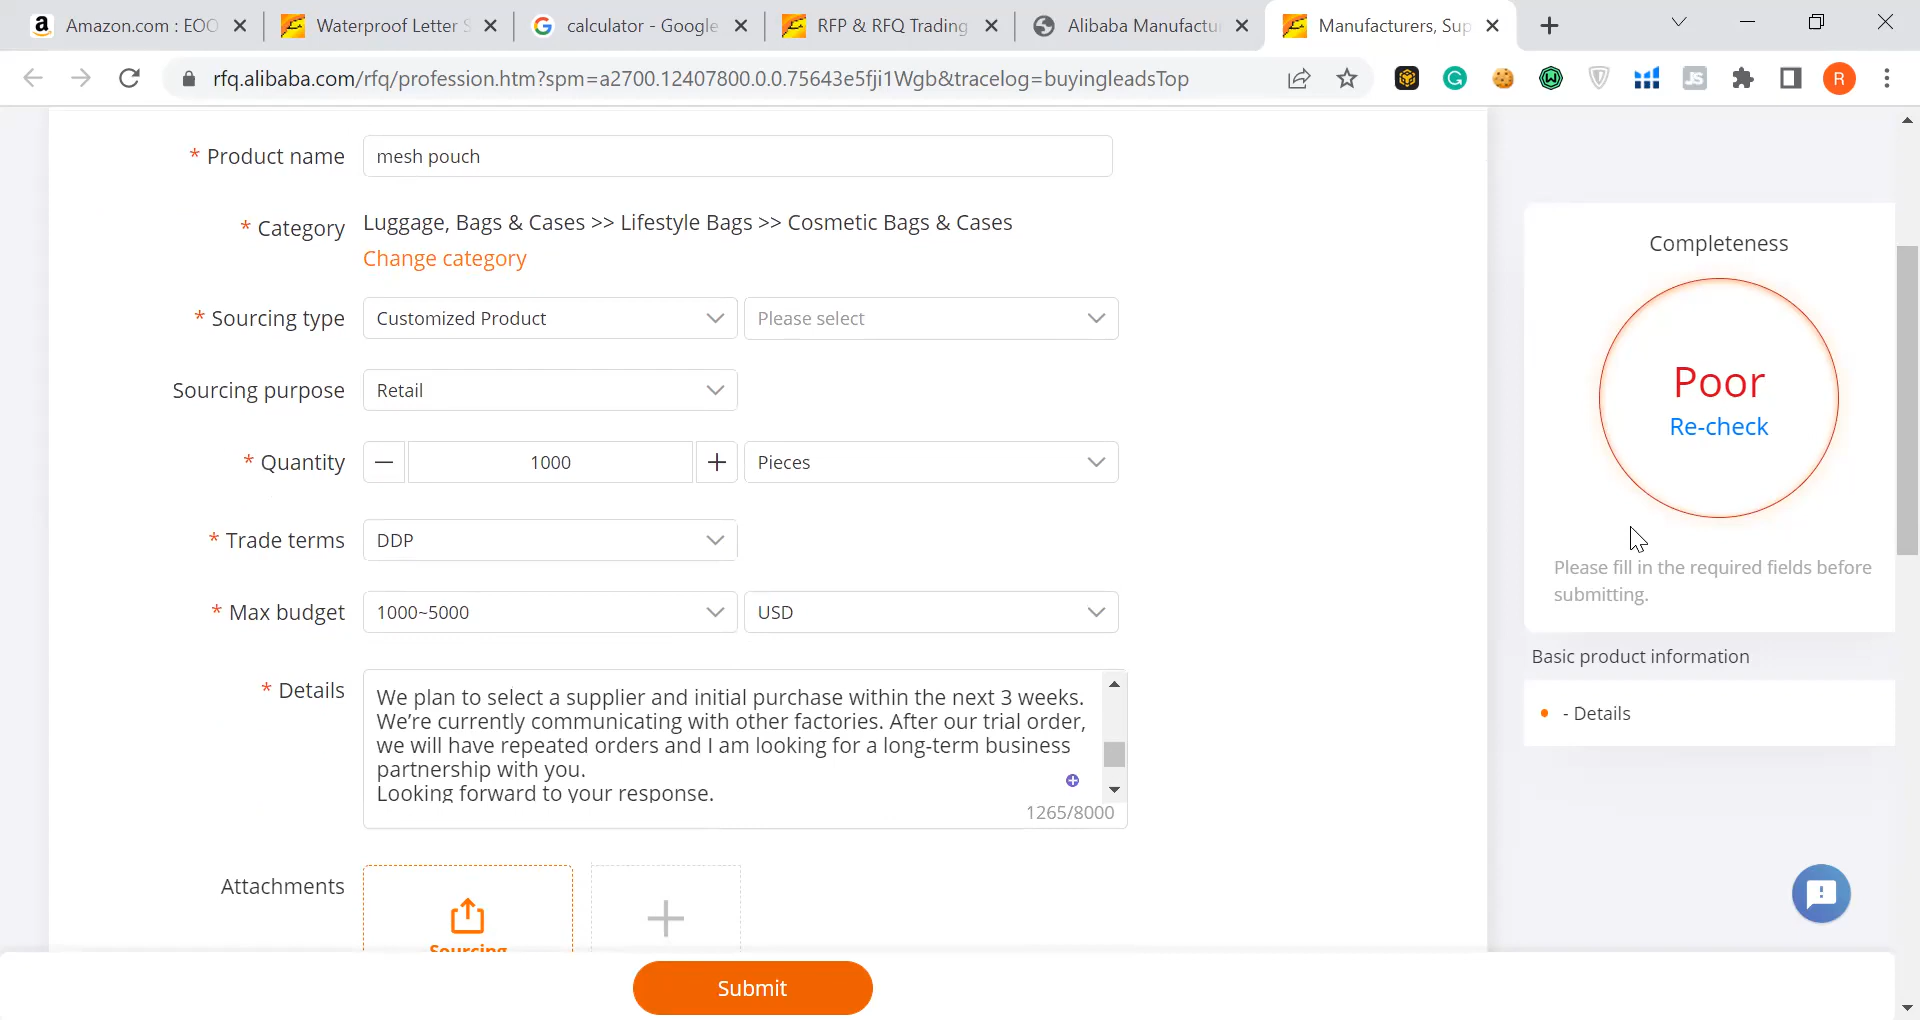 Amazon.com : EOO
Waterproof Letter S
calculator - Google
RFP & RFQ Trading
Alibaba Manufactu
Manufacturers, Sup
rfq.alibaba.com/rfq/profession.htm?spm=a2700.12407800.0.0.75643e5fji1Wgb&tracelog=buyingleadsTop
JS
R
* Product name
mesh pouch
* Category
Luggage, Bags & Cases >> Lifestyle Bags >> Cosmetic Bags & Cases
Change category
* Sourcing type
Customized Product
Please select
Sourcing purpose
Retail
* Quantity
1000
Pieces
* Trade terms
DDP
* Max budget
1000~5000
USD
* Details
We plan to select a supplier and initial purchase within the next 3 weeks.
We’re currently communicating with other factories. After our trial order,
we will have repeated orders and I am looking for a long-term business
partnership with you.
Looking forward to your response.
1265/8000
Attachments
Sourcing
Submit
Completeness
Poor
Re-check
Please fill in the required fields before
submitting.
Basic product information
- Details